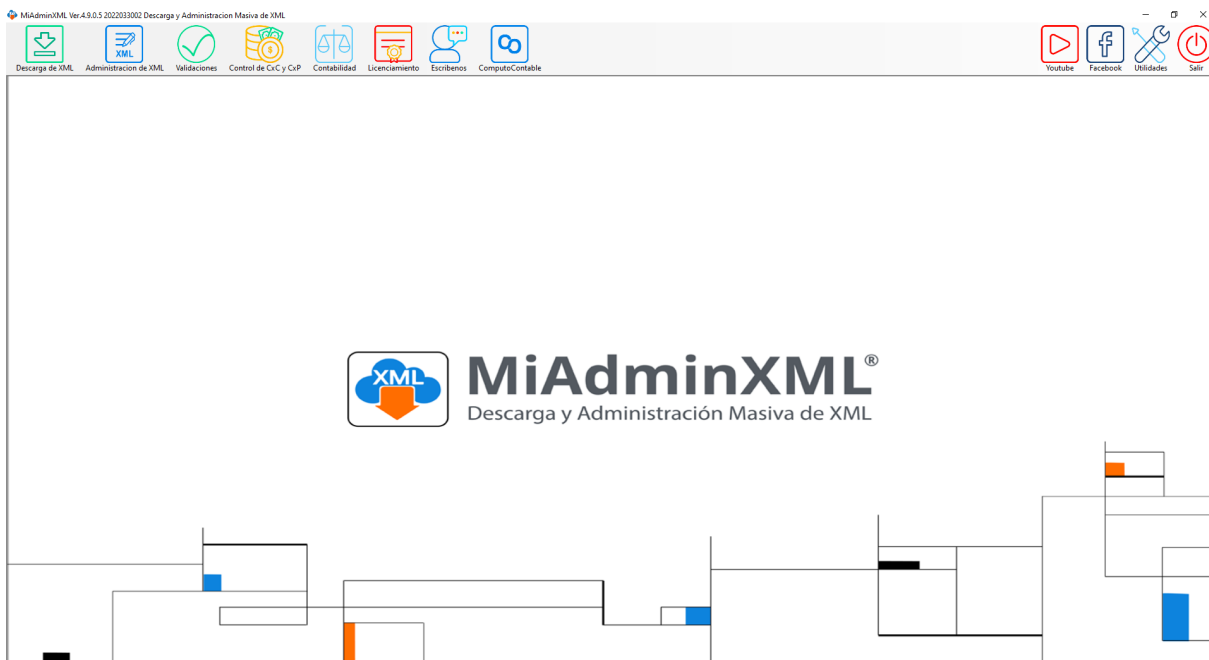 MiAdminXML Ver.4.9.0.5 2022033002 Descarga y Administracion Masiva de XML
Descarga de XML Administracion de XML Validaciones Control de CxC y CxP Contabilidad Licenciamiento Escribenos ComputoContable Youtube Facebook Utilidades Salir
XML
XML
MiAdminXML®
Descarga y Administración Masiva de XML